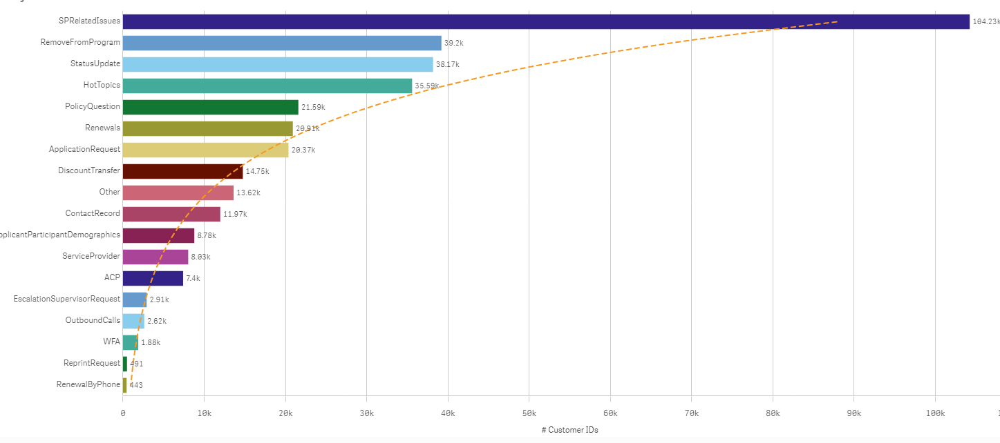 SPRelatedIssues 104.23k
RemoveFromProgram 39.2k
StatusUpdate 38.17k
HotTopics 35.59k
PolicyQuestion 21.59k
Renewals 20.91k
ApplicationRequest 20.37k
DiscountTransfer 14.75k
Other 13.62k
ContactRecord 11.97k
plicantParticipantDemographics 8.78k
ServiceProvider 8.03k
ACP 7.4k
EscalationSupervisorRequest 2.91k
OutboundCalls 2.62k
WFA 1.88k
ReprintRequest 491
RenewalByPhone 443
0 10k 20k 30k 40k 50k 60k 70k 80k 90k 100k
# Customer IDs